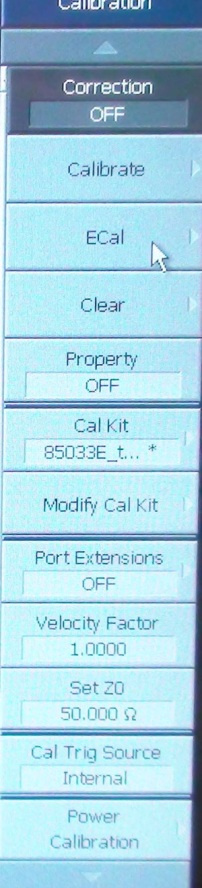 Calibration
Correction
OFF
Calibrate
ECal
Clear
Property
OFF
Cal Kit
85033E_t... *
Modify Cal Kit
Port Extensions
OFF
Velocity Factor
1.0000
Set Z0
50.000 Ω
Cal Trig Source
Internal
Power
Calibration